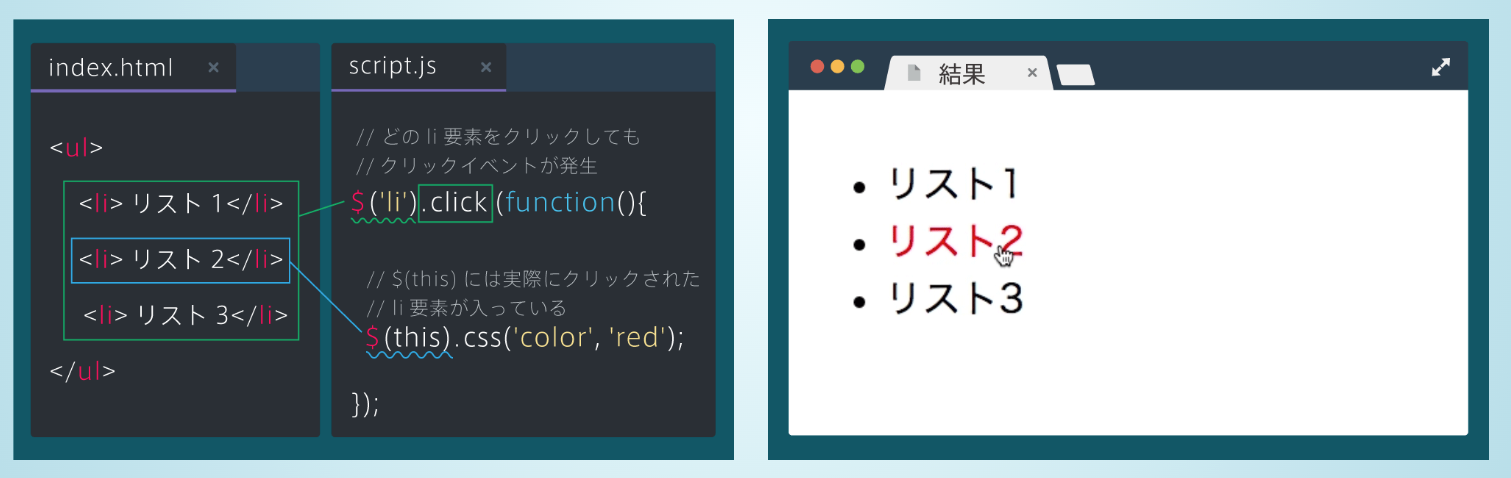 index.html ×
<ul>
<li> リスト 1</li>
<li> リスト 2</li>
<li> リスト 3</li>
</ul>
script.js ×
// どの li 要素をクリックしても
// クリックイベントが発生
$('li').click(function(){
// $(this) には実際にクリックされた
// li 要素が入っている
$(this).css('color', 'red');
});
結果 ×
• リスト1
• リスト2
• リスト3